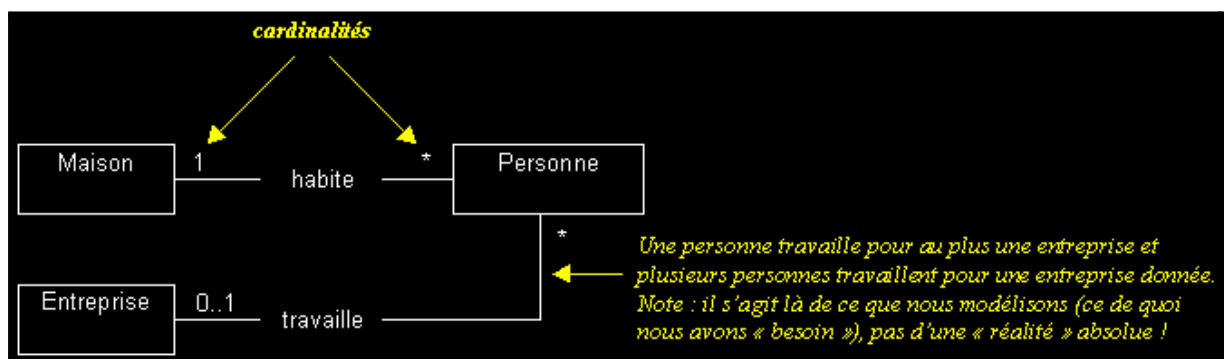 cardinalités
Maison
1
habite
*
Personne
*
Une personne travaille pour au plus une entreprise et
plusieurs personnes travaillent pour une entreprise donnée.
Note : il s'agit là de ce que nous modélisons (ce de quoi
nous avons « besoin »), pas d'une « réalité » absolue !
Entreprise
0..1
travaille